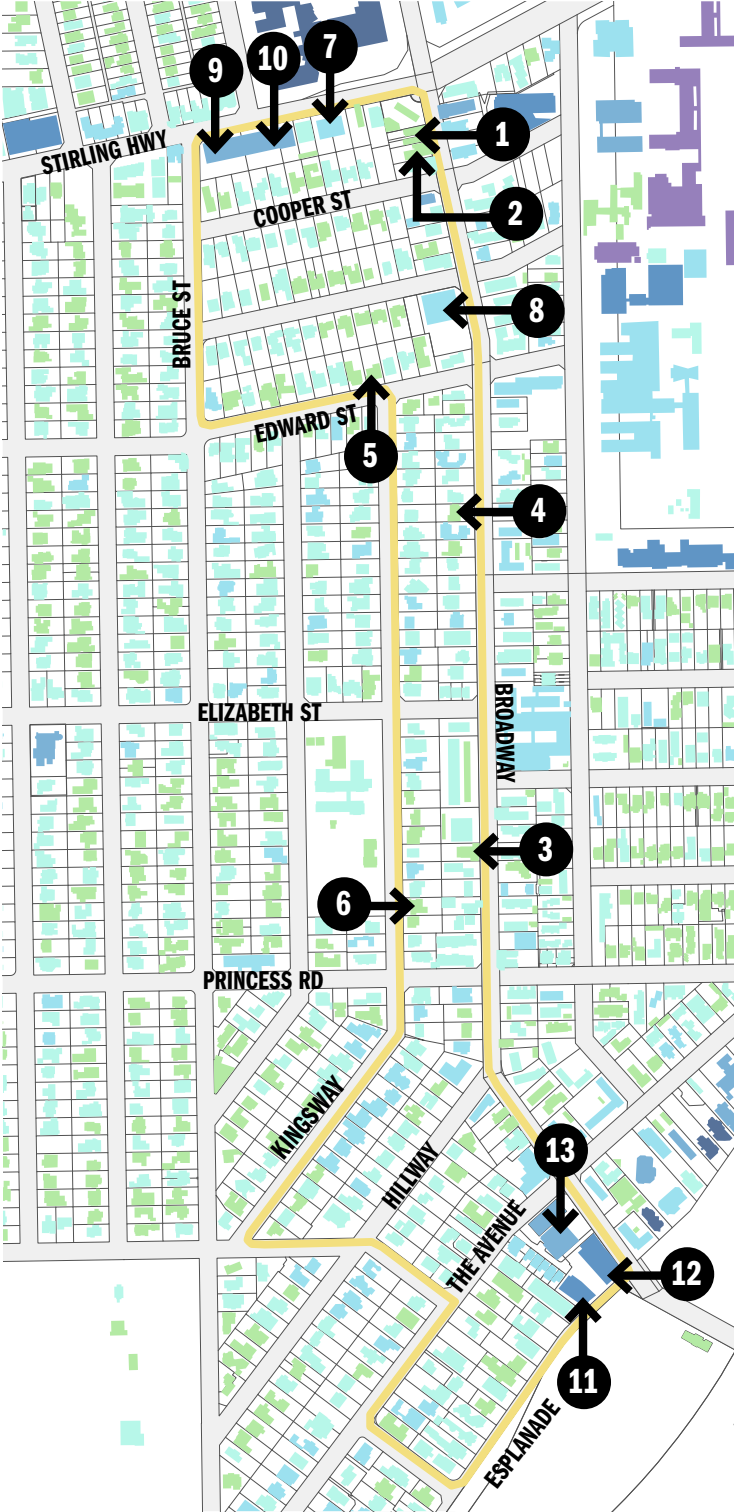 7
10
9
1
STIRLING HWY
2
COOPER ST
8
BRUCE ST
EDWARD ST
5
4
ELIZABETH ST
BROADWAY
3
6
PRINCESS RD
KINGSWAY
13
HILLWAY
THE AVENUE
12
11
ESPLANADE